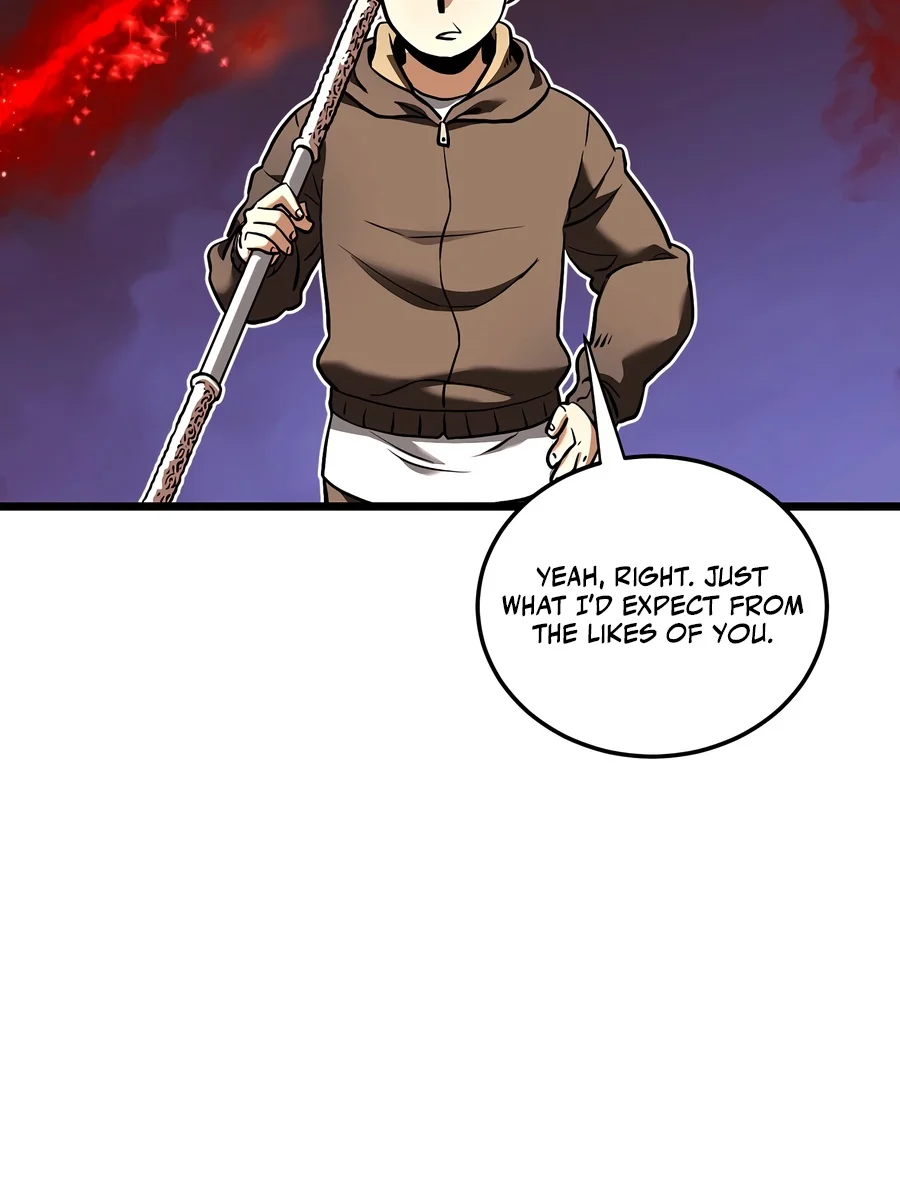 YEAH, RIGHT. JUST
WHAT I'D EXPECT FROM
THE LIKES OF YOU.